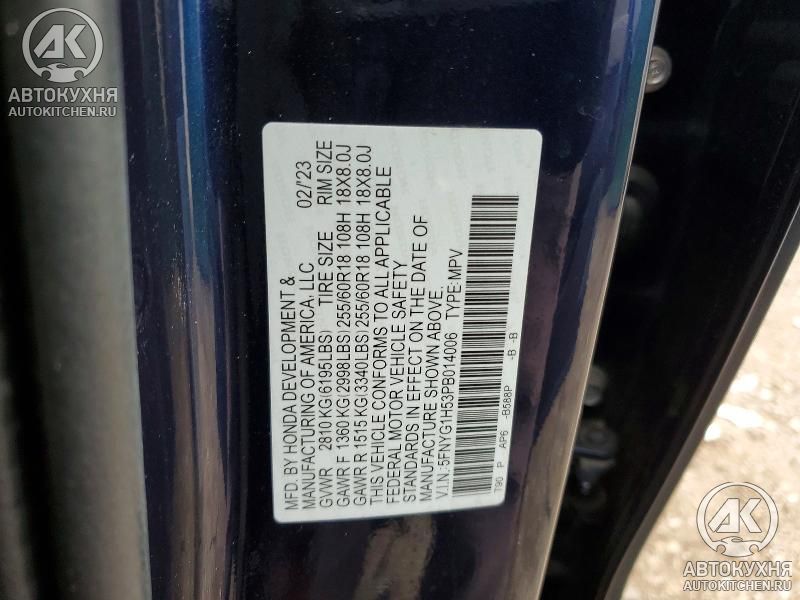 AK
АВТОКУХНЯ
AUTOKITCHEN.RU
MFD. BY HONDA DEVELOPMENT &
MANUFACTURING OF AMERICA, LLC 02/'23
GVWR 2810 KG(6195LBS) TIRE SIZE RIM SIZE
GAWR F 1360 KG(2998LBS) 255/60R18 108H 18X8.0J
GAWR R 1515 KG(3340LBS) 255/60R18 108H 18X8.0J
THIS VEHICLE CONFORMS TO ALL APPLICABLE
FEDERAL MOTOR VEHICLE SAFETY
STANDARDS IN EFFECT ON THE DATE OF
MANUFACTURE SHOWN ABOVE.
V.I.N.:5FNYG1H53PB014006 TYPE:MPV
T90 P AP6 -B588P -B -B
AK
АВТОКУХНЯ
AUTOKITCHEN.RU